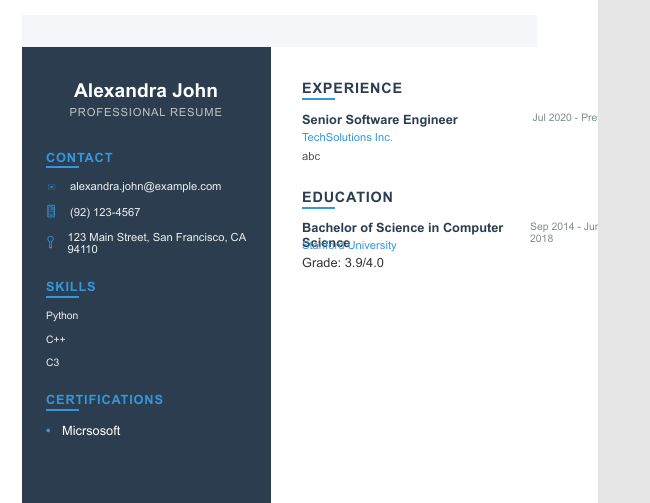 Alexandra John
PROFESSIONAL RESUME
CONTACT
alexandra.john@example.com
(92) 123-4567
123 Main Street, San Francisco, CA
94110
SKILLS
Python
C++
C3
CERTIFICATIONS
• Micrsosoft
EXPERIENCE
Senior Software Engineer
Jul 2020 - Pre
TechSolutions Inc.
abc
EDUCATION
Bachelor of Science in Computer
Science
Sep 2014 - Jun
2018
Stanford University
Grade: 3.9/4.0